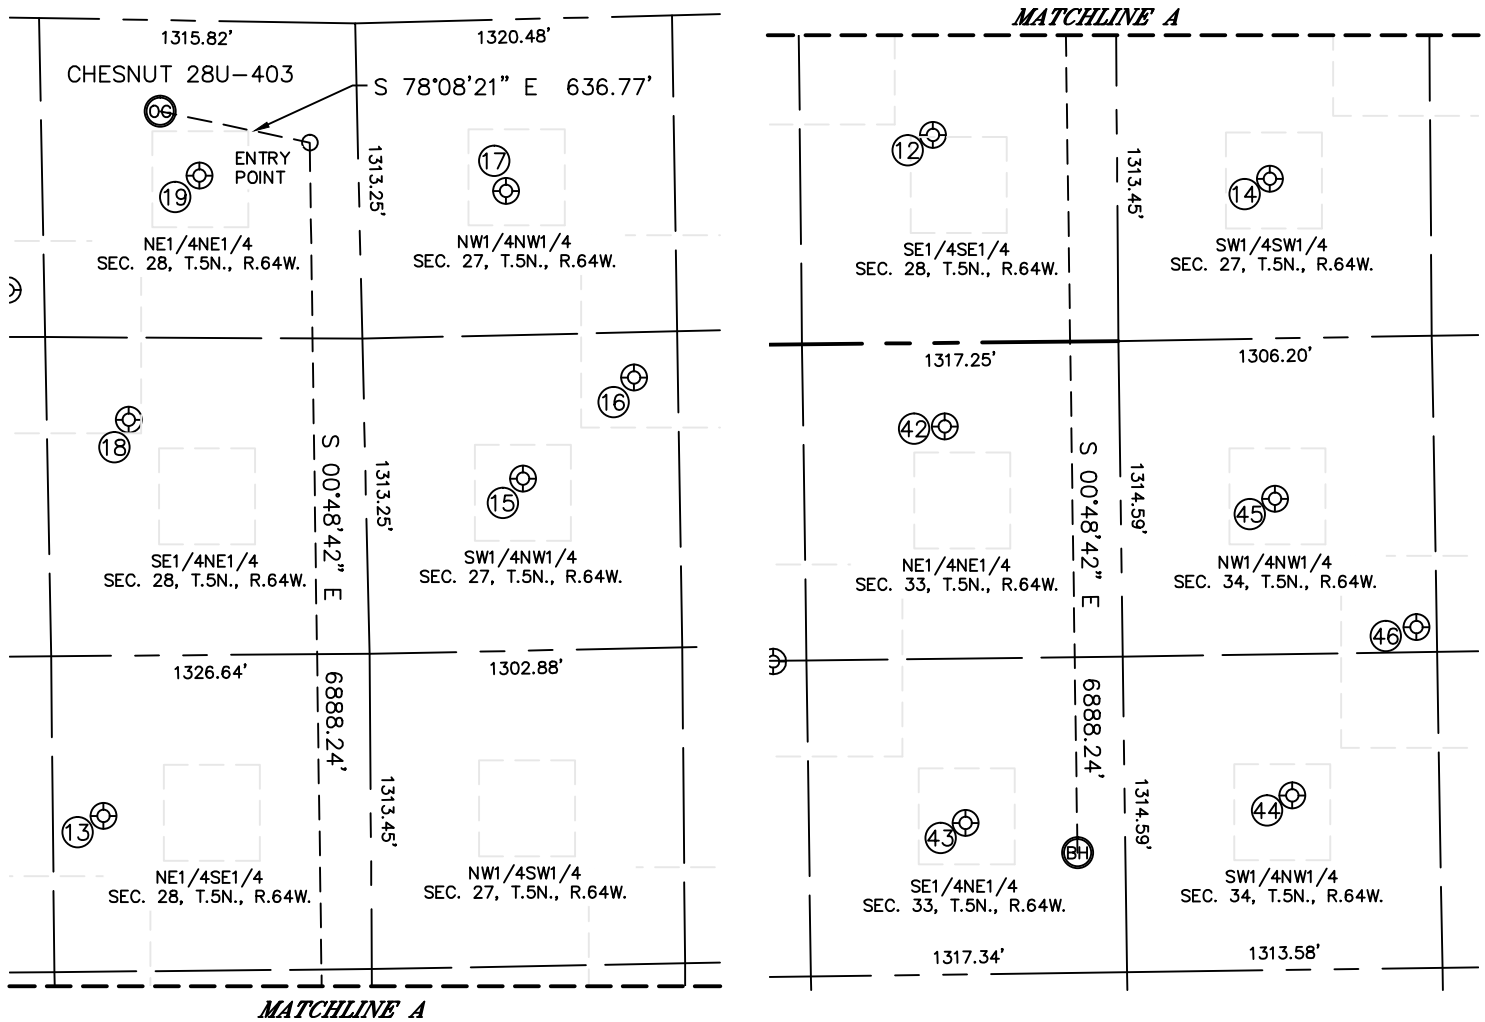 1315.82'
1320.48'
CHESNUT 28U-403
S 78°08'21" E 636.77'
OG
ENTRY
POINT
1313.25'
17
19
NE1/4NE1/4
SEC. 28, T.5N., R.64W.
NW1/4NW1/4
SEC. 27, T.5N., R.64W.
16
18
S 00°48'42" E 6888.24'
1313.25'
15
SE1/4NE1/4
SEC. 28, T.5N., R.64W.
SW1/4NW1/4
SEC. 27, T.5N., R.64W.
1326.64'
1302.88'
13
1313.45'
NE1/4SE1/4
SEC. 28, T.5N., R.64W.
NW1/4SW1/4
SEC. 27, T.5N., R.64W.
MATCHLINE A
MATCHLINE A
12
1313.45'
14
SE1/4SE1/4
SEC. 28, T.5N., R.64W.
SW1/4SW1/4
SEC. 27, T.5N., R.64W.
1317.25'
1306.20'
42
S 00°48'42" E 6888.24'
1314.59'
45
NE1/4NE1/4
SEC. 33, T.5N., R.64W.
NW1/4NW1/4
SEC. 34, T.5N., R.64W.
46
1314.59'
43
44
BH
SE1/4NE1/4
SEC. 33, T.5N., R.64W.
SW1/4NW1/4
SEC. 34, T.5N., R.64W.
1317.34'
1313.58'